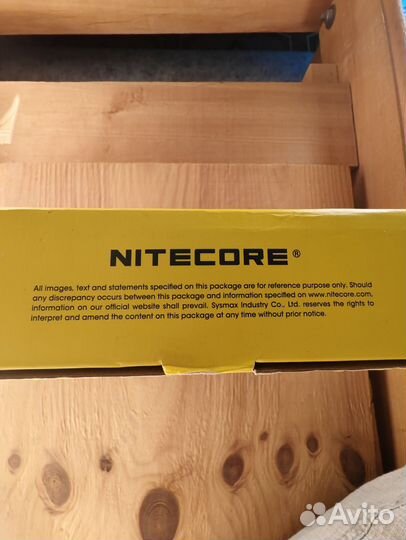 NITECORE®
All images, text and statements specified on this package are for reference purpose only. Should
any discrepancy occurs between this package and information specified on www.nitecore.com,
information on our official website shall prevail. Sysmax Industry Co., Ltd. reserves the rights to
interpret and amend the content on this package at any time without prior notice.
Avito